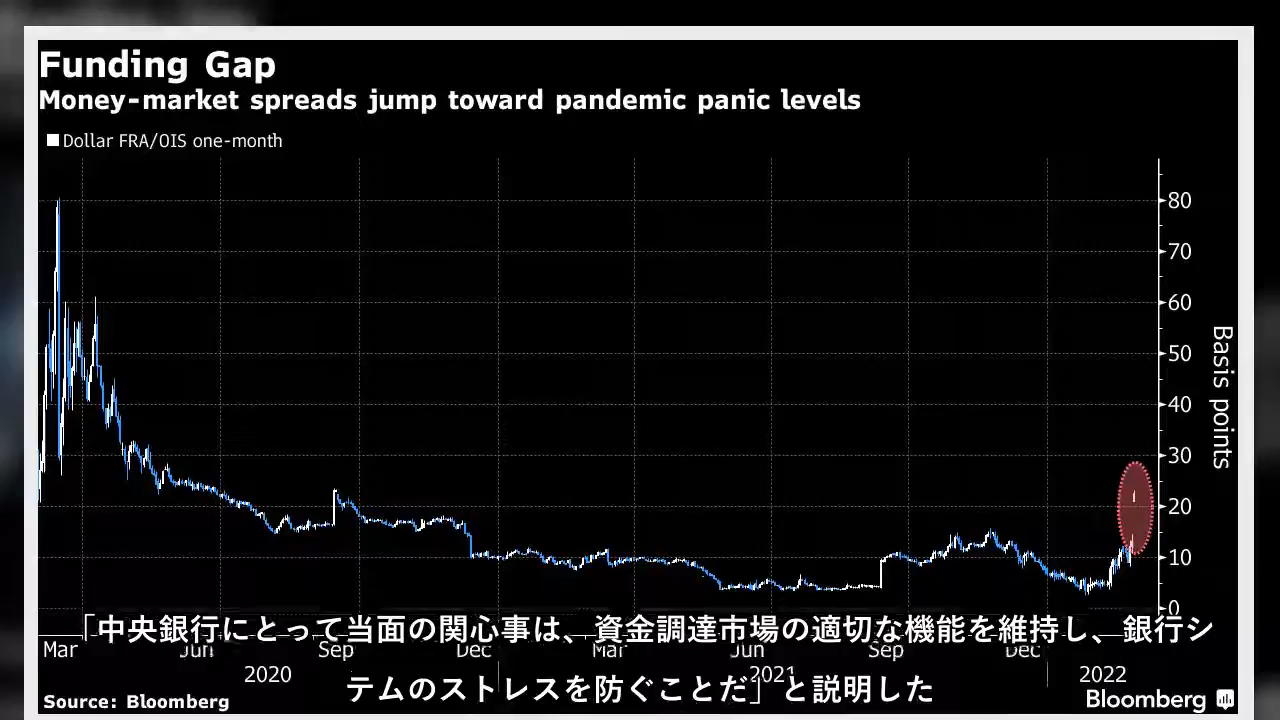 Funding Gap
Money-market spreads jump toward pandemic panic levels
Dollar FRA/OIS one-month
80
70
60
50
40
30
20
10
0
Basis points
「中央銀行にとって当面の関心事は、資金調達市場の適切な機能を維持し、銀行シ
Mar Jun Sep Dec Mar Jun Sep Dec
2020 2021 2022
テムのストレスを防ぐことだ」と説明した
Source: Bloomberg
Bloomberg